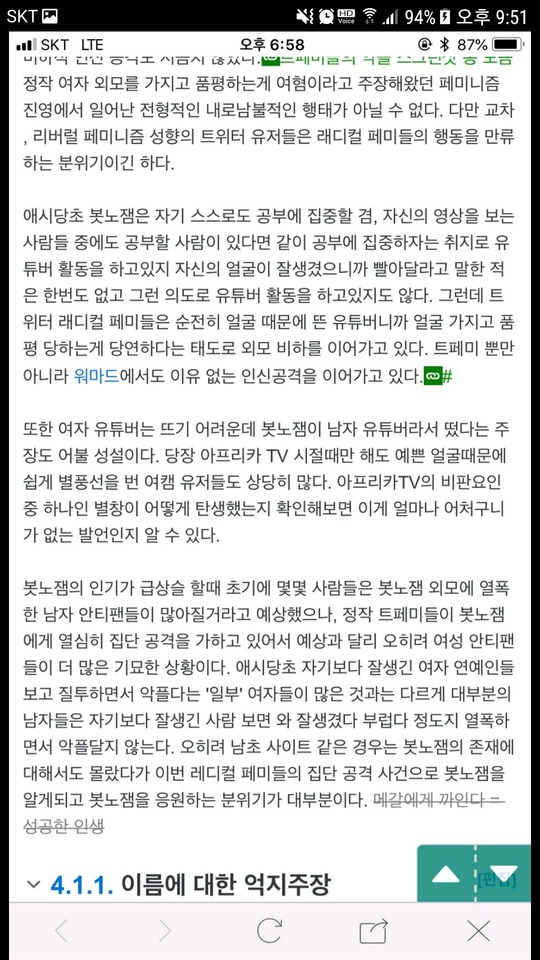 SKT HD Voice 94% 오후 9:51
SKT LTE 오후 6:58 87%
정작 여자 외모를 가지고 품평하는게 여혐이라고 주장해왔던 페미니즘
진영에서 일어난 전형적인 내로남불적인 행태가 아닐 수 없다. 다만 교차
, 리버럴 페미니즘 성향의 트위터 유저들은 래디컬 페미들의 행동을 만류
하는 분위기이긴 하다.
애시당초 봇노잼은 자기 스스로도 공부에 집중할 겸, 자신의 영상을 보는
사람들 중에도 공부할 사람이 있다면 같이 공부에 집중하자는 취지로 유
튜버 활동을 하고있지 자신의 얼굴이 잘생겼으니까 빨아달라고 말한 적
은 한번도 없고 그런 의도로 유튜버 활동을 하고있지도 않다. 그런데 트
위터 래디컬 페미들은 순전히 얼굴 때문에 뜬 유튜버니까 얼굴 가지고 품
평 당하는게 당연하다는 태도로 외모 비하를 이어가고 있다. 트페미 뿐만
아니라 워마드에서도 이유 없는 인신공격을 이어가고 있다.#
또한 여자 유튜버는 뜨기 어려운데 봇노잼이 남자 유튜버라서 떴다는 주
장도 어불 성설이다. 당장 아프리카 TV 시절때만 해도 예쁜 얼굴때문에
쉽게 별풍선을 번 여캠 유저들도 상당히 많다. 아프리카TV의 비판요인
중 하나인 별창이 어떻게 탄생했는지 확인해보면 이게 얼마나 어처구니
가 없는 발언인지 알 수 있다.
봇노잼의 인기가 급상슬 할때 초기에 몇몇 사람들은 봇노잼 외모에 열폭
한 남자 안티팬들이 많아질거라고 예상했으나, 정작 트페미들이 봇노잼
에게 열심히 집단 공격을 가하고 있어서 예상과 달리 오히려 여성 안티팬
들이 더 많은 기묘한 상황이다. 애시당초 자기보다 잘생긴 여자 연예인들
보고 질투하면서 악플다는 '일부' 여자들이 많은 것과는 다르게 대부분의
남자들은 자기보다 잘생긴 사람 보면 와 잘생겼다 부럽다 정도지 열폭하
면서 악플달지 않는다. 오히려 남초 사이트 같은 경우는 봇노잼의 존재에
대해서도 몰랐다가 이번 레디컬 페미들의 집단 공격 사건으로 봇노잼을
알게되고 봇노잼을 응원하는 분위기가 대부분이다. 메갈에게 까인다 =
성공한 인생
4.1.1. 이름에 대한 억지주장 [편집]